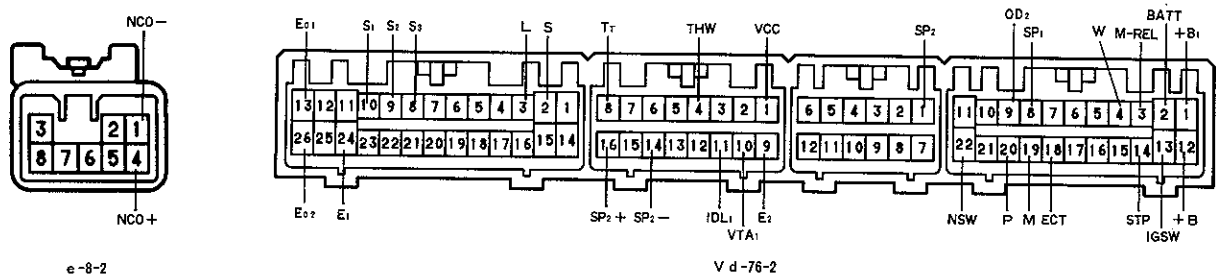 NCO−
3 2 1
8 7 6 5 4
NCO+
e-8-2
E01 S1 S2 S3 L S TT THW VCC SP2 OD2 SP1 W M-REL BATT +B1
13 12 11 10 9 8 7 6 5 4 3 2 1
26 25 24 23 22 21 20 19 18 17 16 15 14
8 7 6 5 4 3 2 1
16 15 14 13 12 11 10 9
6 5 4 3 2 1
12 11 10 9 8 7
11 10 9 8 7 6 5 4 3 2 1
22 21 20 19 18 17 16 15 14 13 12
E02 E1 SP2+ SP2− IDL1 VTA1 E2 NSW P M ECT STP IGSW +B
Vd-76-2